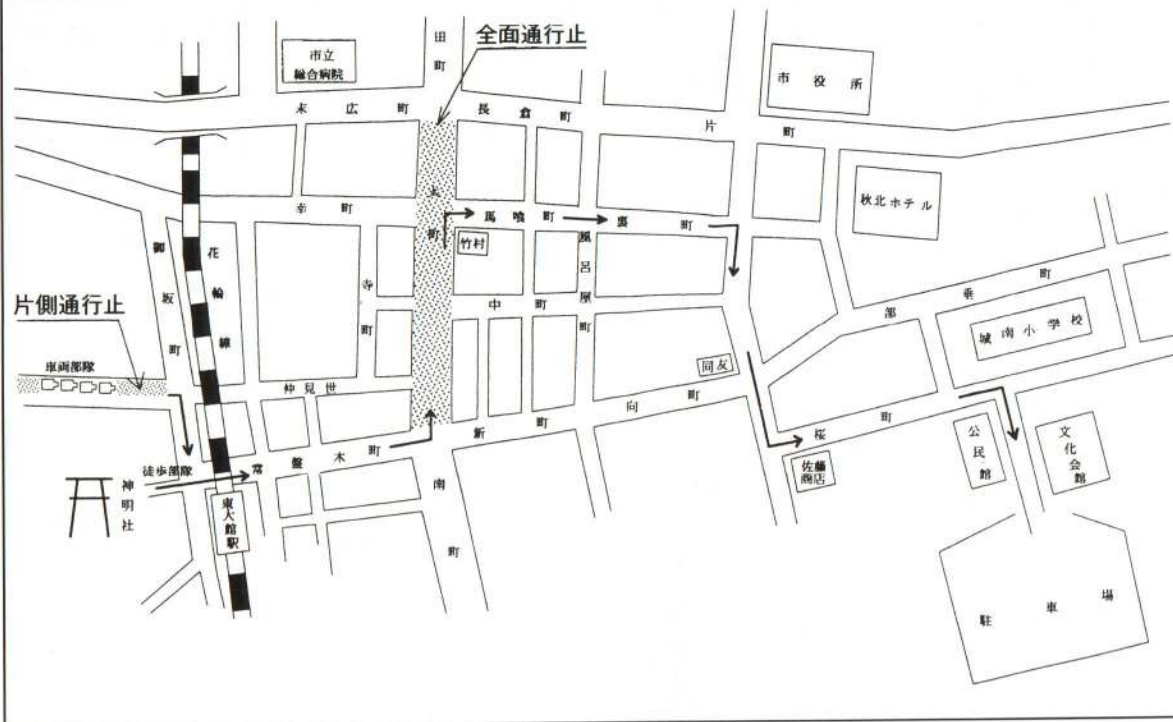 全面通行止
田町
市立
総合病院
市役所
末広町
長倉町
片町
秋北ホテル
大町
幸町
馬喰町
裏町
竹村
風呂屋町
御坂町
花輪線
寺町
中町
部垂町
城南小学校
片側通行止
車両部隊
仲見世
同友
新町
向町
桜町
公民館
文化会館
佐藤
商店
徒歩部隊
常盤木町
神明社
東大館駅
南町
駐車場